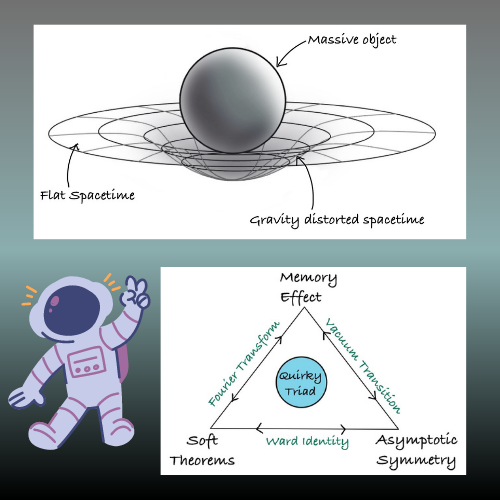 Massive object
Flat Spacetime
Gravity distorted spacetime
Memory
Effect
Fourier Transform
Vacuum Transition
Quirky
Triad
Soft
Theorems
Ward Identity
Asymptotic
Symmetry